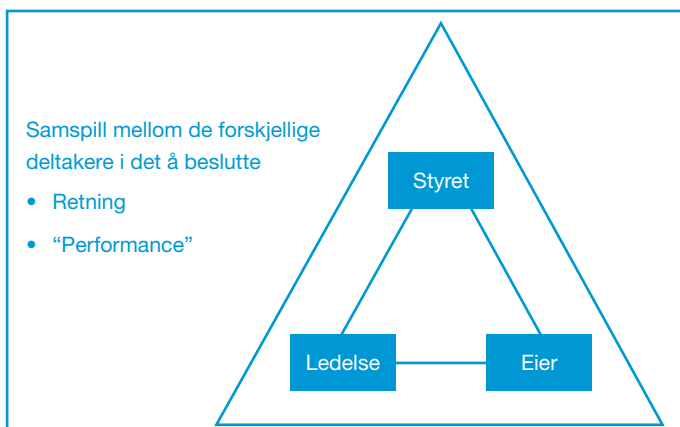 Samspill mellom de forskjellige
deltakere i det å beslutte
• Retning
• “Performance”
Styret
Ledelse
Eier